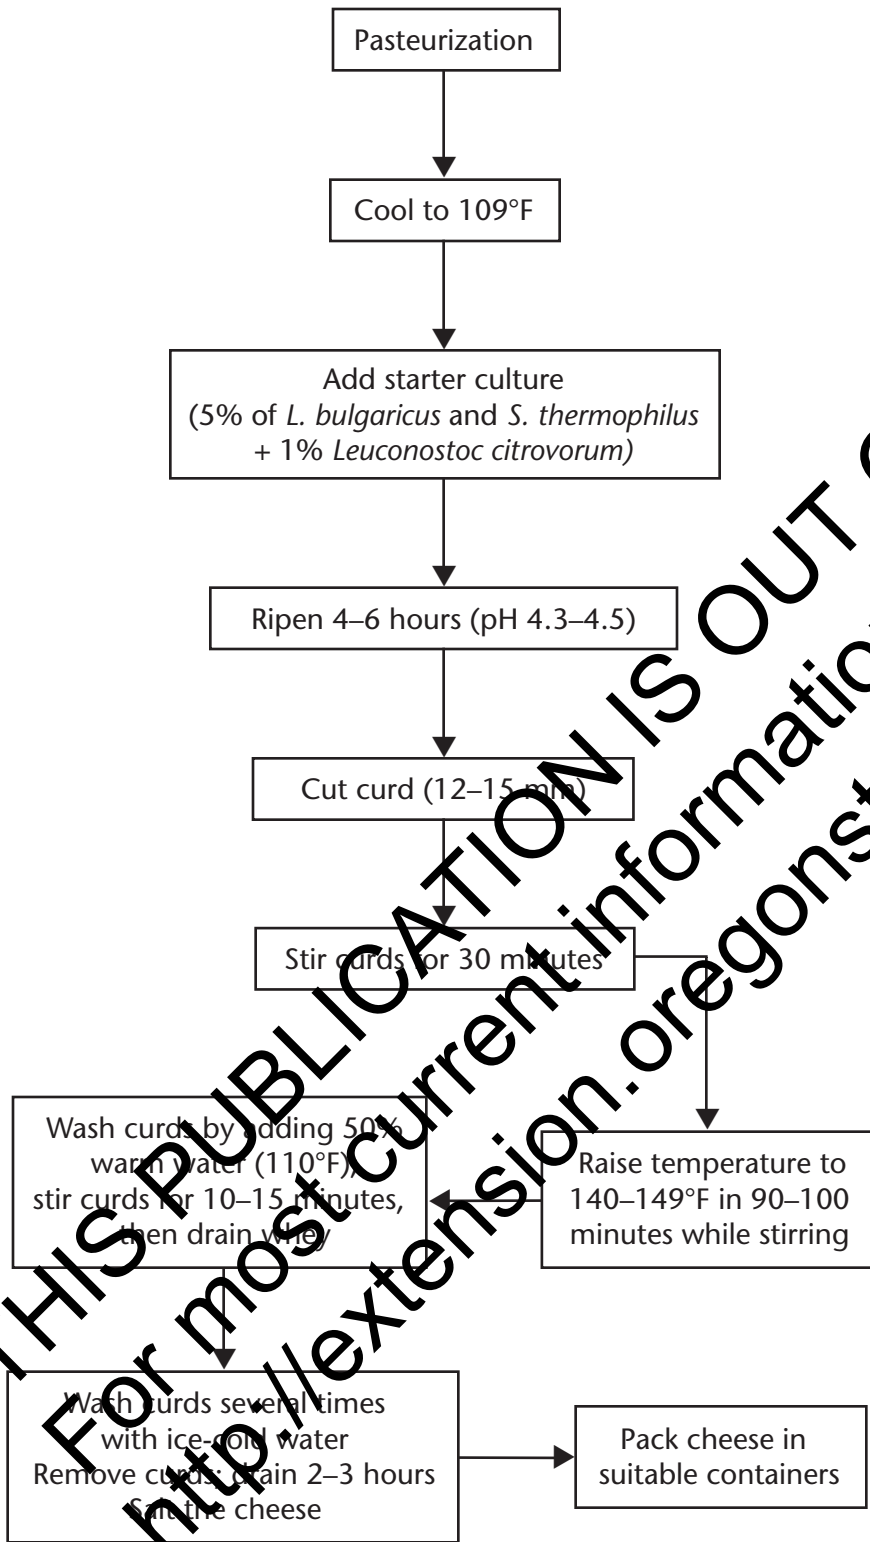 Pasteurization
Cool to 109°F
Add starter culture
(5% of L. bulgaricus and S. thermophilus
+ 1% Leuconostoc citrovorum)
Ripen 4–6 hours (pH 4.3–4.5)
Cut curd (12–15 mm)
Stir curds for 30 minutes
Raise temperature to
140–149°F in 90–100
minutes while stirring
Wash curds by adding 50%
warm water (110°F),
stir curds for 10–15 minutes,
then drain whey
Wash curds several times
with ice-cold water
Remove curds; drain 2–3 hours
Salt the cheese
Pack cheese in
suitable containers
THIS PUBLICATION IS OUT
For most current
http://extension.